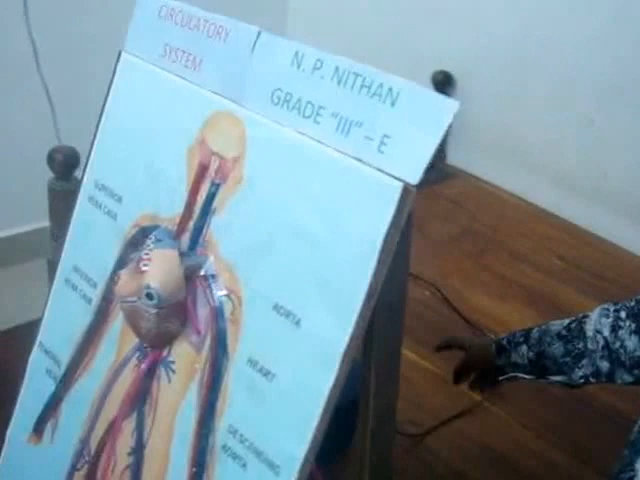 CIRCULATORY
SYSTEM
N. P. NITHAN
GRADE "III" - E
SUPERIOR
VENA CAVA
INFERIOR
VENA CAVA
AORTA
HEART
DESCENDING
AORTA